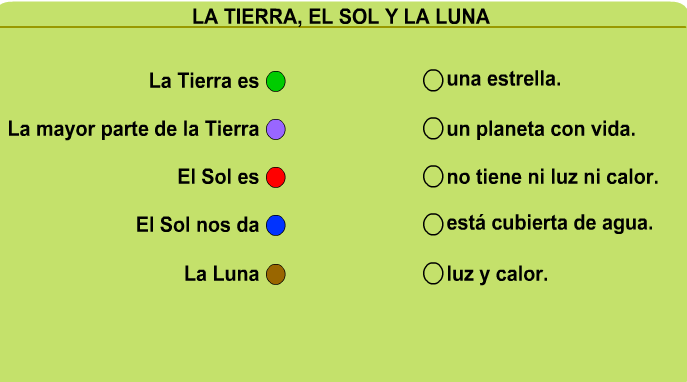 LA TIERRA, EL SOL Y LA LUNA
La Tierra es una estrella.
La mayor parte de la Tierra un planeta con vida.
El Sol es no tiene ni luz ni calor.
El Sol nos da está cubierta de agua.
La Luna luz y calor.